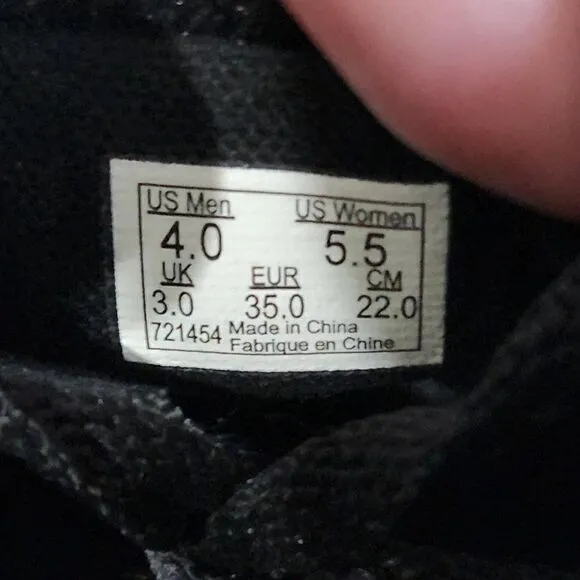 US Men US Women
4.0 5.5
UK EUR CM
3.0 35.0 22.0
721454 Made in China
Fabrique en Chine